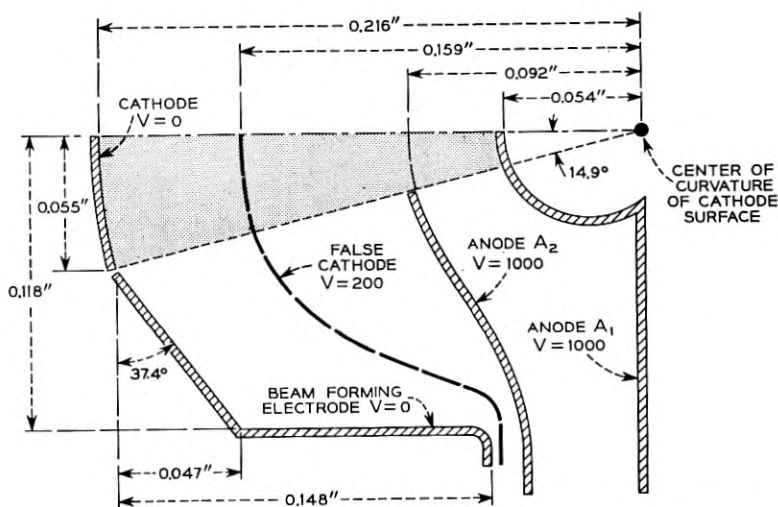 0.216"
0.159"
0.092"
0.054"
CATHODE
V=0
14.9°
CENTER OF
CURVATURE
OF CATHODE
SURFACE
0.055"
0.118"
FALSE
CATHODE
V=200
ANODE A2
V=1000
ANODE A1
V=1000
37.4°
BEAM FORMING
ELECTRODE V=0
0.047"
0.148"